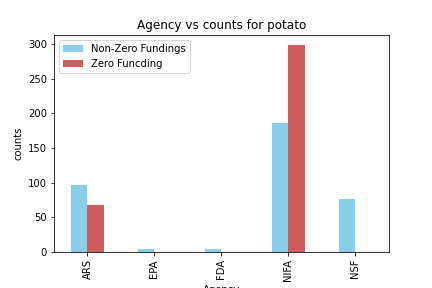 Agency vs counts for potato
Non-Zero Fundings
Zero Funcding
counts
300
250
200
150
100
50
0
ARS
EPA
FDA
NIFA
NSF
Agency